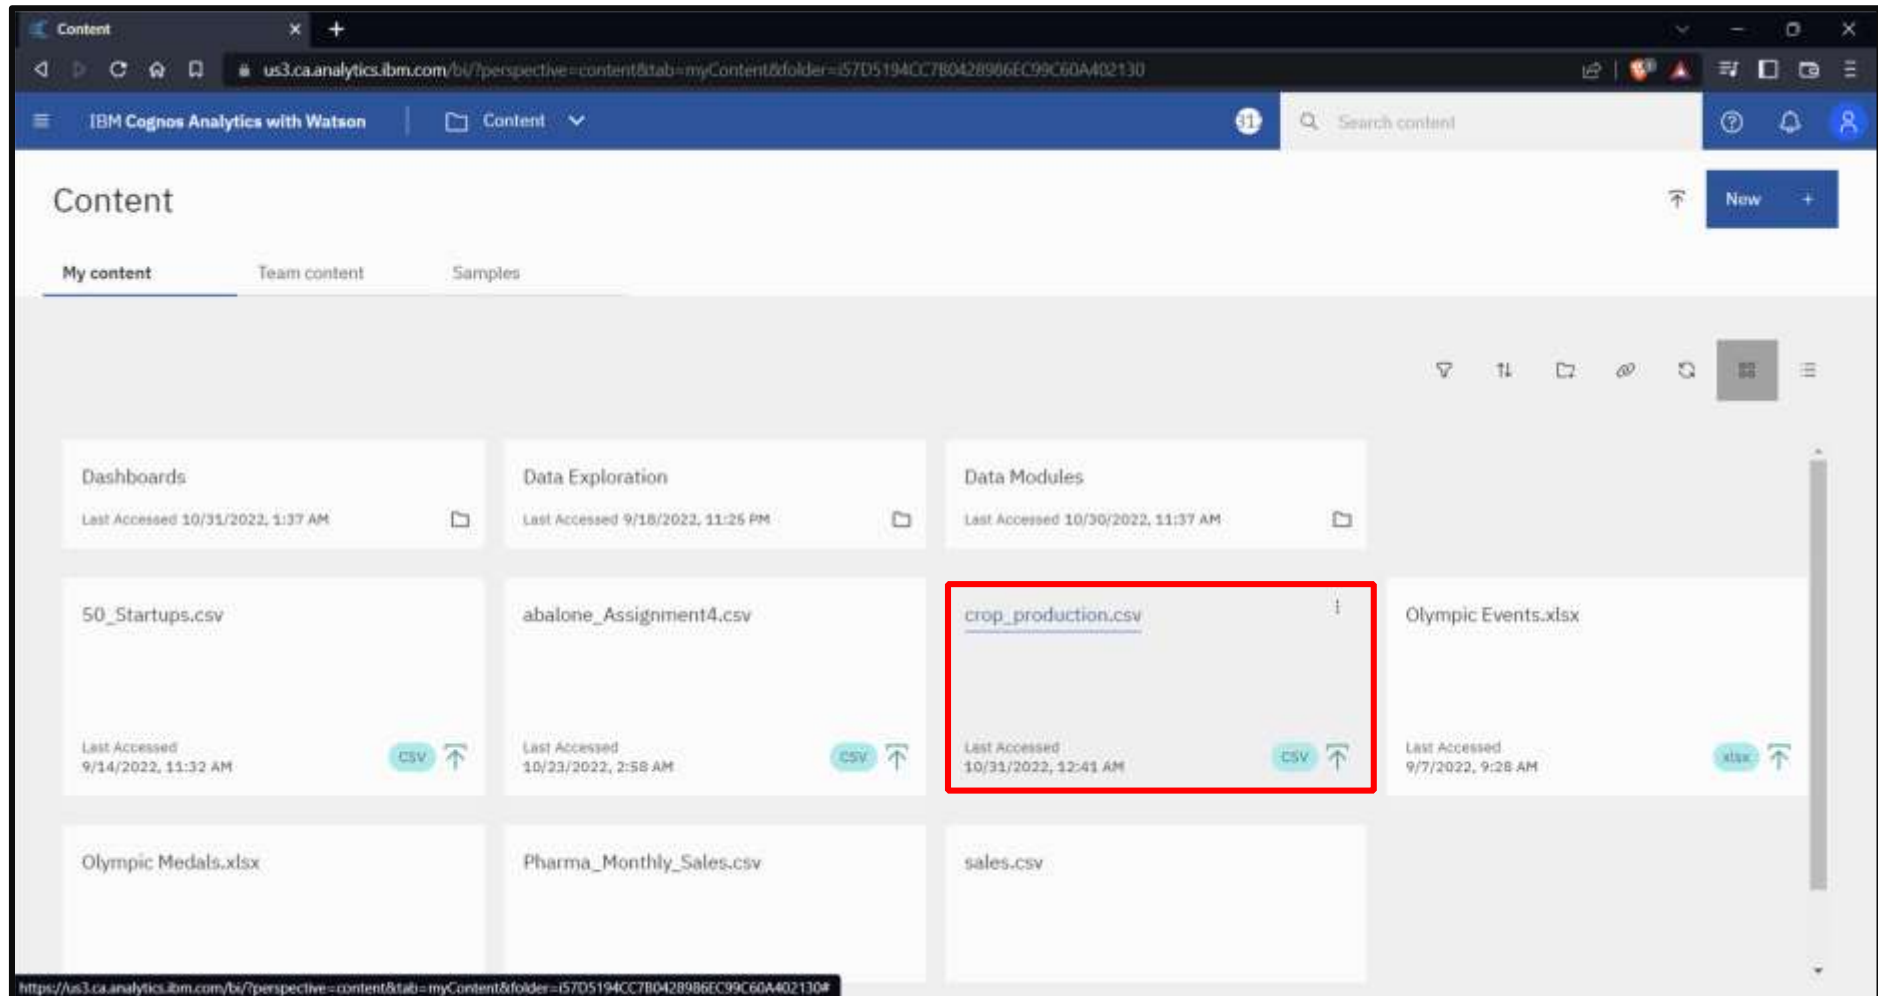 Content
us3.ca.analytics.ibm.com/bi/?perspective=content&tab=myContent&folder=i57D5194CC7B0428986EC99C60A402130
IBM Cognos Analytics with Watson
Content
31
Search content
Content
New +
My content
Team content
Samples
Dashboards
Last Accessed 10/31/2022, 1:37 AM
Data Exploration
Last Accessed 9/18/2022, 11:25 PM
Data Modules
Last Accessed 10/30/2022, 11:37 AM
50_Startups.csv
Last Accessed
9/14/2022, 11:32 AM
CSV
abalone_Assignment4.csv
Last Accessed
10/23/2022, 2:58 AM
CSV
crop_production.csv
Last Accessed
10/31/2022, 12:41 AM
CSV
Olympic Events.xlsx
Last Accessed
9/7/2022, 9:28 AM
xlsx
Olympic Medals.xlsx
Pharma_Monthly_Sales.csv
sales.csv
https://us3.ca.analytics.ibm.com/bi/?perspective=content&tab=myContent&folder=i57D5194CC7B0428986EC99C60A402130#